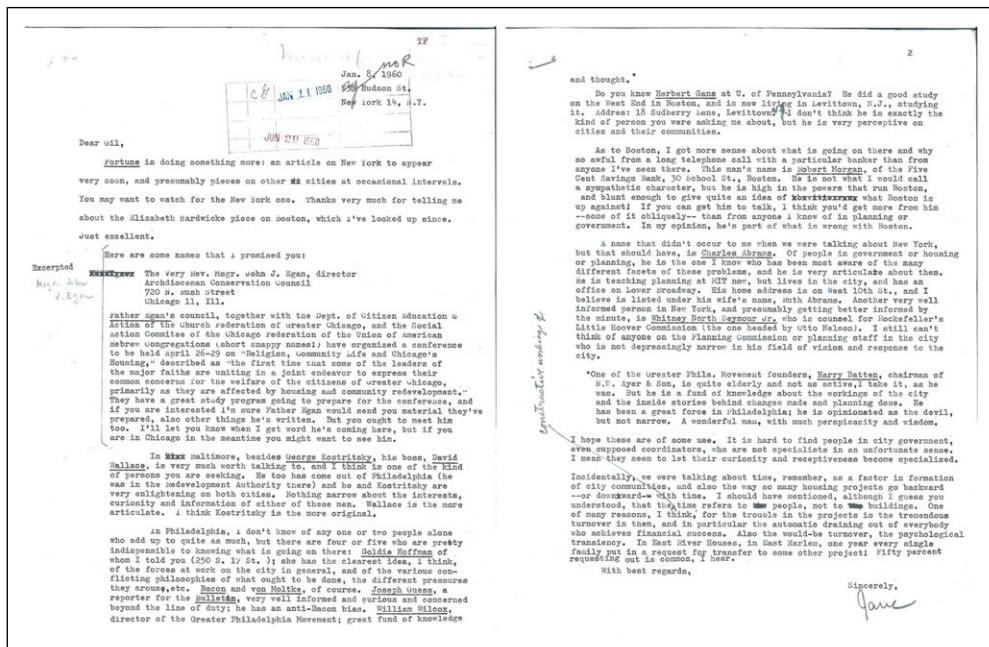 TF
noR
Jan. 8, 1960
555 Hudson St.
New York 14, N.Y.
JAN 11 1960
JUN 29 1960
Dear Gil,
Fortune is doing something more: an article on New York to appear
very soon, and presumably pieces on other cities at occasional intervals.
You may want to watch for the New York one. Thanks very much for telling me
about the Elizabeth Hardwicke piece on Boston, which I've looked up since.
Just excellent.
Here are some names that I promised you:
Excerpted
Msgr. John
J. Egan
The Very Rev. Msgr. John J. Egan, director
Archdiocesan Conservation Council
720 N. Rush Street
Chicago 11, Ill.
Father Egan's council, together with the Dept. of Citizen Education &
Action of the Church Federation of Greater Chicago, and the Social
Action Commitee of the Chicago Federation of the Union of American
Hebrew Congregations (short snappy names!) have organized a conference
to be held April 26-29 on "Religion, Community Life and Chicago's
Housing," described as "the first time that some of the leaders of
the major faiths are uniting in a joint endeavor to express their
common concerns for the welfare of the citizens of Greater Chicago,
primarily as they are affected by housing and community redevelopment."
They have a great study program going to prepare for the conference, and
if you are interested I'm sure Father Egan would send you material they've
prepared, also other things he's written. But you ought to meet him
too. I'll let you know when I get word he's coming here, but if you
are in Chicago in the meantime you might want to see him.
In Baltimore, besides George Kostritsky, his boss, David
Wallace, is very much worth talking to, and I think is one of the kind
of persons you are seeking. He too has come out of Philadelphia (he
was in the Redevelopment Authority there) and he and Kostritsky are
very enlightening on both cities. Nothing narrow about the interests,
curiosity and information of either of these men. Wallace is the more
articulate. I think Kostritsky is the more original.
In Philadelphia, I don't know of any one or two people alone
who add up to quite as much, but there are four or five who are pretty
indispensible to knowing what is going on there: Goldie Hoffman of
whom I told you (250 S. 17 St. ); she has the clearest idea, I think,
of the forces at work on the city in general, and of the various con-
flicting philosophies of what ought to be done, the different pressures
they arouse, etc. Bacon and von Moltke, of course. Joseph Guess, a
reporter for the Bulletin, very well informed and curious and concerned
beyond the line of duty; he has an anti-Bacon bias. William Wilcox,
director of the Greater Philadelphia Movement; great fund of knowledge
2
and thought.*
Do you know Herbert Gans at U. of Pennsylvania? He did a good study
on the West End in Boston, and is now living in Levittown, N.J., studying
it. Addres: 18 Sudberry Lane, Levittown. I don't think he is exactly the
kind of person you were asking me about, but he is very perceptive on
cities and their communities.
As to Boston, I got more sense about what is going on there and why
so awful from a long telephone call with a particular banker than from
anyone I've seen there. This man's name is Robert Morgan, of the Five
Cent Savings Bank, 30 School St., Boston. He is not what I would call
a sympathetic character, but he is high in the powers that run Boston,
and blunt enough to give quite an idea of what Boston is
up against! If you can get him to talk, I think you'd get more from him
--some of it obliquely-- than from anyone I know of in planning or
government. In my opinion, he's part of what is wrong with Boston.
A name that didn't occur to me when we were talking about New York,
but that should have, is Charles Abrams. Of people in government or housing
or planning, he is the one I know who has been most aware of the many
different facets of these problems, and he is very articulate about them.
He is teaching planning at MIT now, but lives in the city, and has an
office on Lower Broadway. His home address is on West 10th St., and I
believe is listed under his wife's name, Ruth Abrams. Another very well
informed person in New York, and presumably getting better informed by
the minute, is Whitney North Seymour Jr. who is counsel for Rockefeller's
Little Hoover Commission (the one headed by Otto Nelson). I still can't
think of anyone on the Planning Commission or planning staff in the city
who is not depressingly narrow in his field of vision and response to the
city.
*One of the Greater Phila. Movement founders, Harry Batten, chairman of
N.W. Ayer & Son, is quite elderly and not as active, I take it, as he
was. But he is a fund of knowledge about the workings of the city
and the inside stories behind changes made and planning done. He
has been a great force in Philadelphia; he is opinionated as the devil,
but not narrow. A wonderful man, with much perspicacity and wisdom.
constructive working of
I hope these are of some use. It is hard to find people in city government,
even supposed coordinators, who are not specialists in an unfortunate sense.
I mean they seem to let their curiosity and receptiveness become specialized.
Incidentally, we were talking about time, remember, as a factor in formation
of city communities, and also the way so many housing projects go backward
--or downward-- with time. I should have mentioned, although I guess you
understood, that the time refers to people, not to buildings. One
of many reasons, I think, for the trouble in the projects is the tremendous
turnover in them, and in particular the automatic draining out of everybody
who achieves financial success. Also the would-be turnover, the psychological
transiency. In East River Houses, in East Harlem, one year every single
family put in a request for transfer to some other project! Fifty percent
requesting out is common, I hear.
With best regards,
Sincerely,
Jane